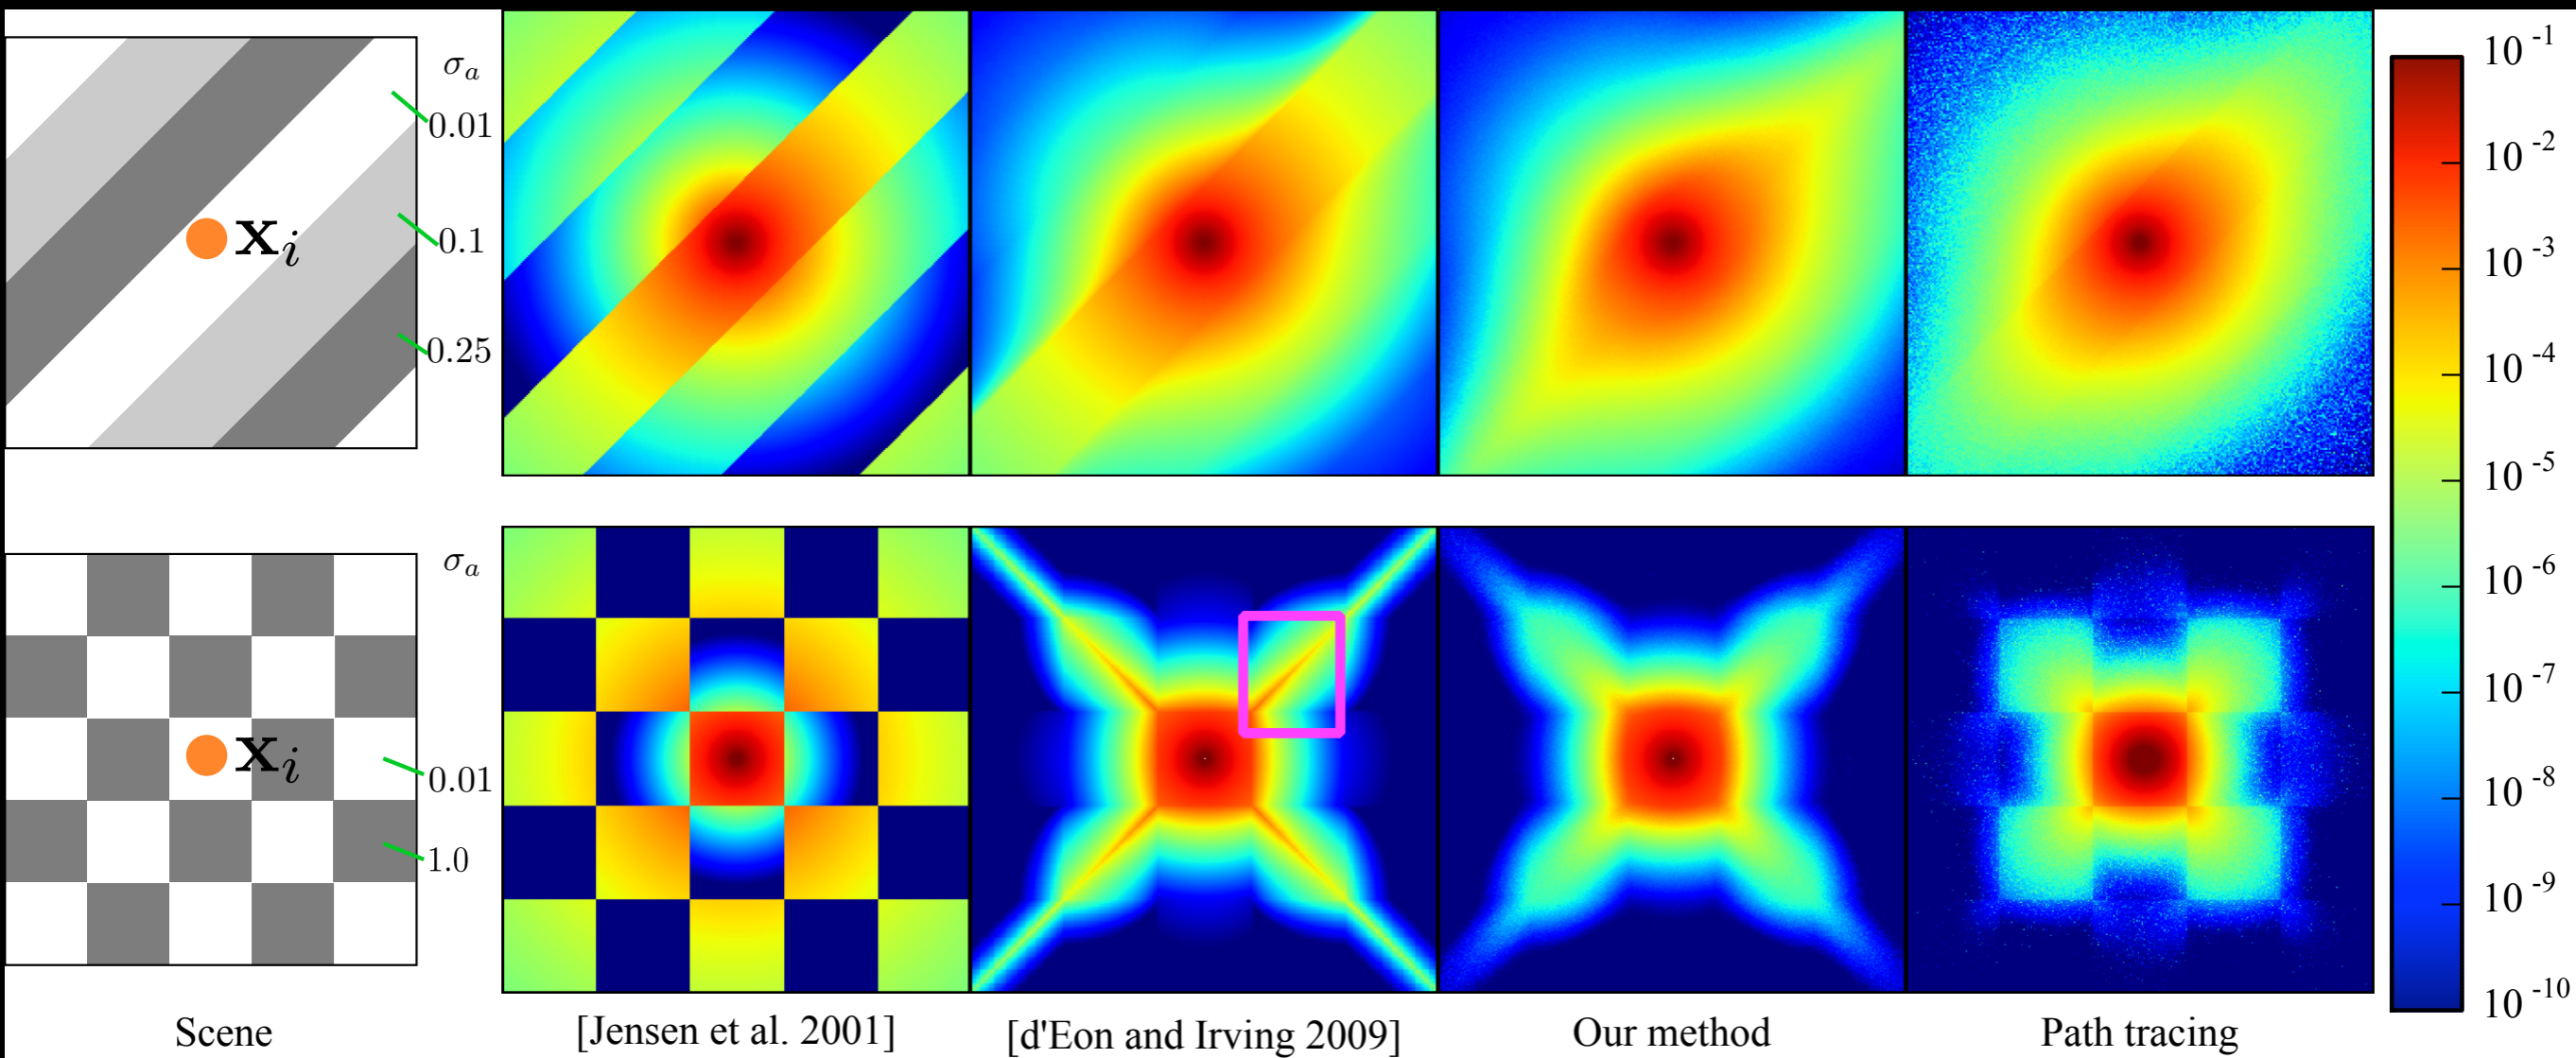 σₐ
0.01
0.1
0.25
xᵢ
σₐ
0.01
1.0
xᵢ
Scene
[Jensen et al. 2001]
[d'Eon and Irving 2009]
Our method
Path tracing
10⁻¹
10⁻²
10⁻³
10⁻⁴
10⁻⁵
10⁻⁶
10⁻⁷
10⁻⁸
10⁻⁹
10⁻¹⁰